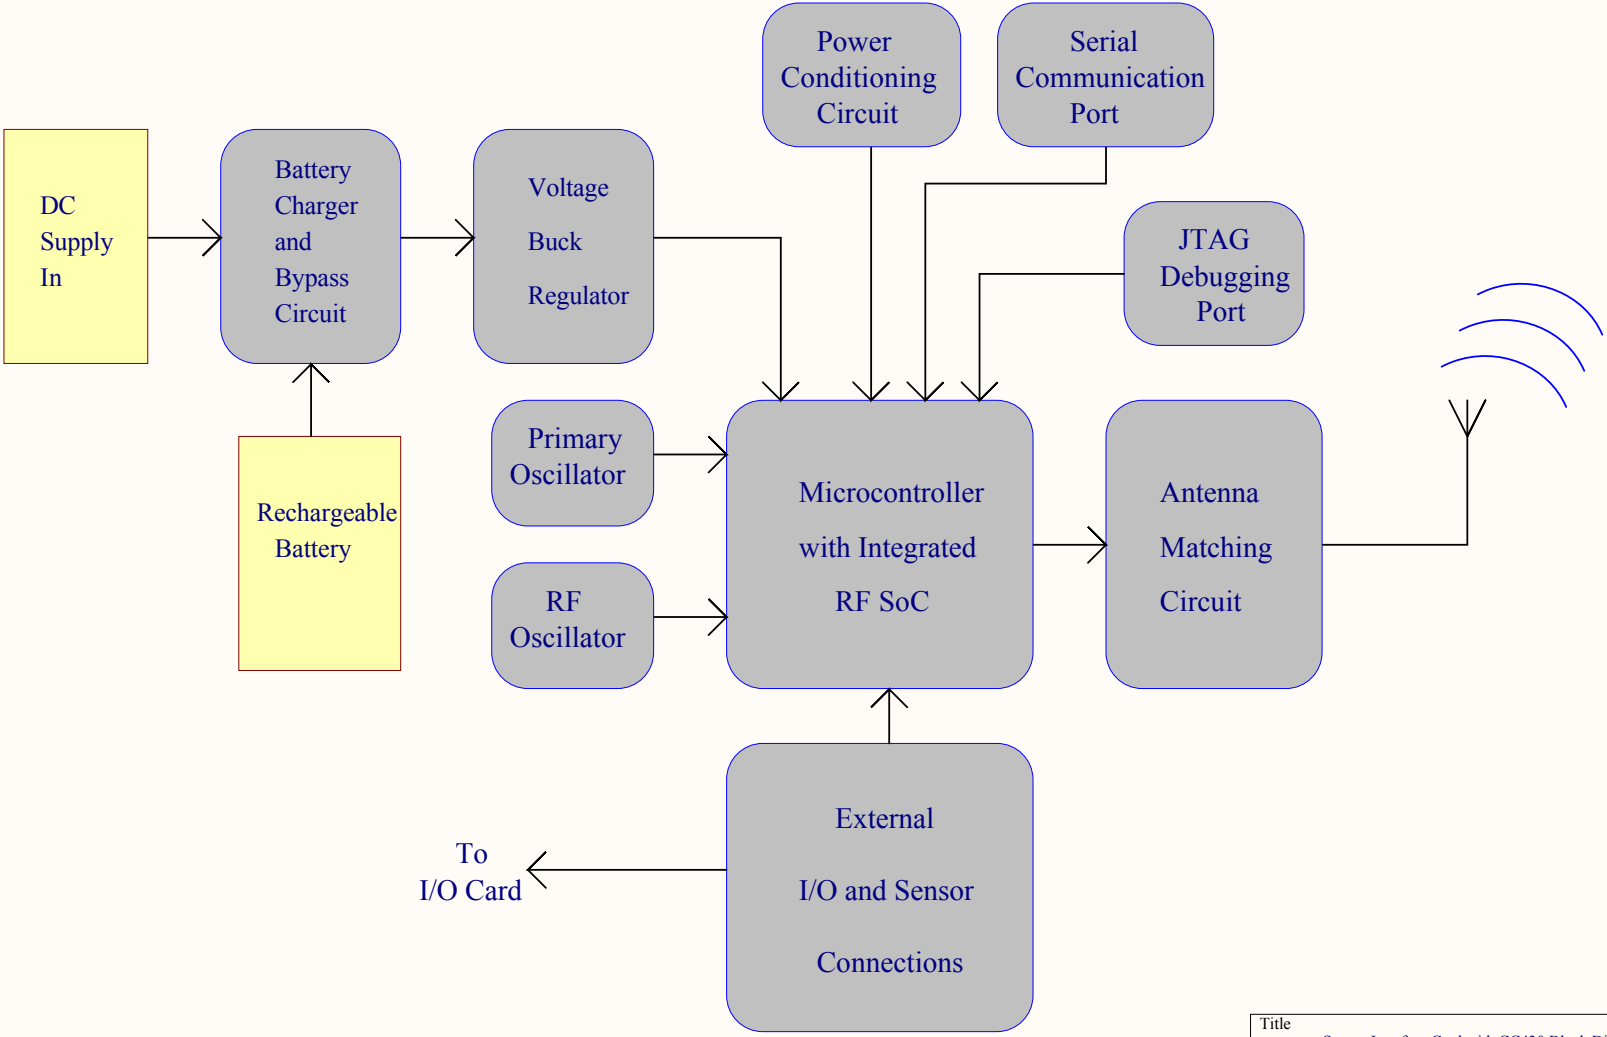 Power
Conditioning
Circuit
Serial
Communication
Port
DC
Supply
In
Battery
Charger
and
Bypass
Circuit
Voltage
Buck
Regulator
JTAG
Debugging
Port
Rechargeable
Battery
Primary
Oscillator
RF
Oscillator
Microcontroller
with Integrated
RF SoC
Antenna
Matching
Circuit
To
I/O Card
External
I/O and Sensor
Connections
Title